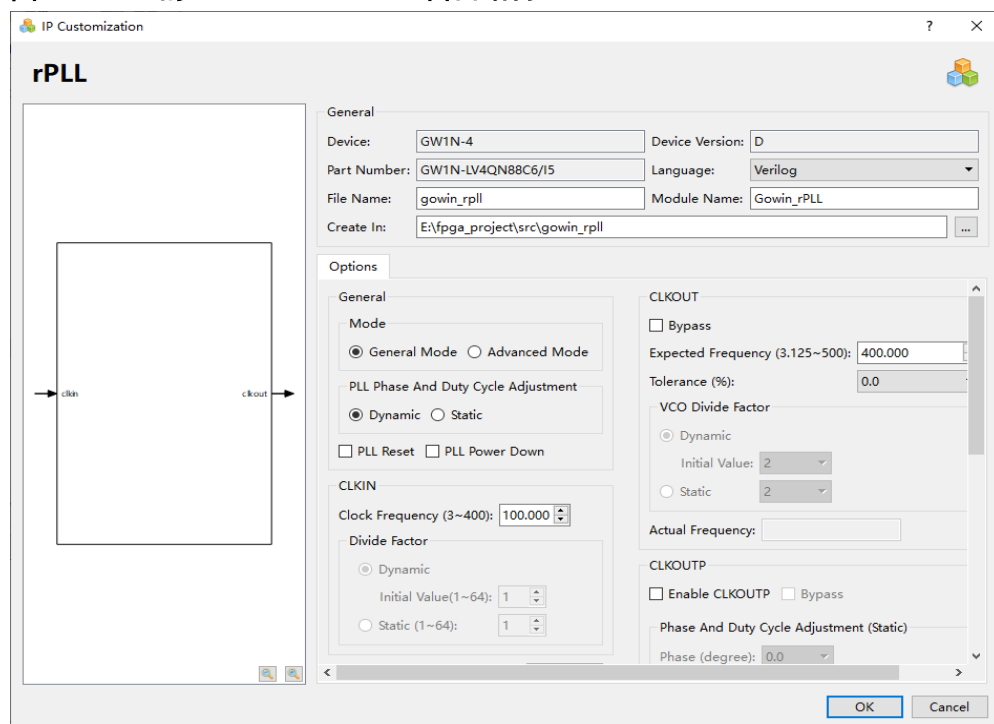 IP Customization
?
rPLL
General
Device: GW1N-4 Device Version: D
Part Number: GW1N-LV4QN88C6/I5 Language: Verilog
File Name: gowin_rpll Module Name: Gowin_rPLL
Create In: E:\fpga_project\src\gowin_rpll ...
clkin
clkout
Options
General
Mode
General Mode Advanced Mode
PLL Phase And Duty Cycle Adjustment
Dynamic Static
PLL Reset PLL Power Down
CLKIN
Clock Frequency (3~400): 100.000
Divide Factor
Dynamic
Initial Value(1~64): 1
Static (1~64): 1
CLKOUT
Bypass
Expected Frequency (3.125~500): 400.000
Tolerance (%): 0.0
VCO Divide Factor
Dynamic
Initial Value: 2
Static 2
Actual Frequency:
CLKOUTP
Enable CLKOUTP Bypass
Phase And Duty Cycle Adjustment (Static)
Phase (degree): 0.0
OK Cancel